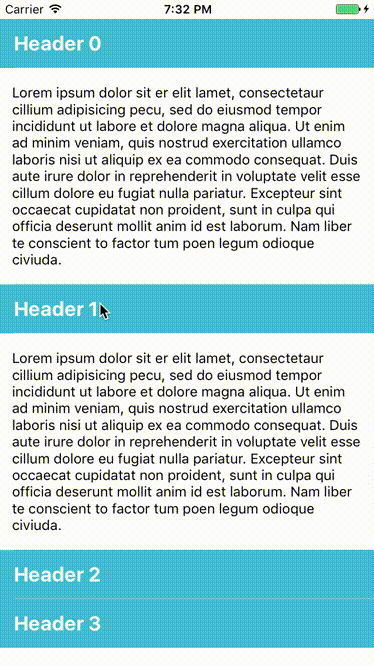 Carrier 7:32 PM
Header 0
Lorem ipsum dolor sit er elit lamet, consectetaur
cillium adipisicing pecu, sed do eiusmod tempor
incididunt ut labore et dolore magna aliqua. Ut enim
ad minim veniam, quis nostrud exercitation ullamco
laboris nisi ut aliquip ex ea commodo consequat. Duis
aute irure dolor in reprehenderit in voluptate velit esse
cillum dolore eu fugiat nulla pariatur. Excepteur sint
occaecat cupidatat non proident, sunt in culpa qui
officia deserunt mollit anim id est laborum. Nam liber
te conscient to factor tum poen legum odioque
civiuda.
Header 1
Lorem ipsum dolor sit er elit lamet, consectetaur
cillium adipisicing pecu, sed do eiusmod tempor
incididunt ut labore et dolore magna aliqua. Ut enim
ad minim veniam, quis nostrud exercitation ullamco
laboris nisi ut aliquip ex ea commodo consequat. Duis
aute irure dolor in reprehenderit in voluptate velit esse
cillum dolore eu fugiat nulla pariatur. Excepteur sint
occaecat cupidatat non proident, sunt in culpa qui
officia deserunt mollit anim id est laborum. Nam liber
te conscient to factor tum poen legum odioque
civiuda.
Header 2
Header 3